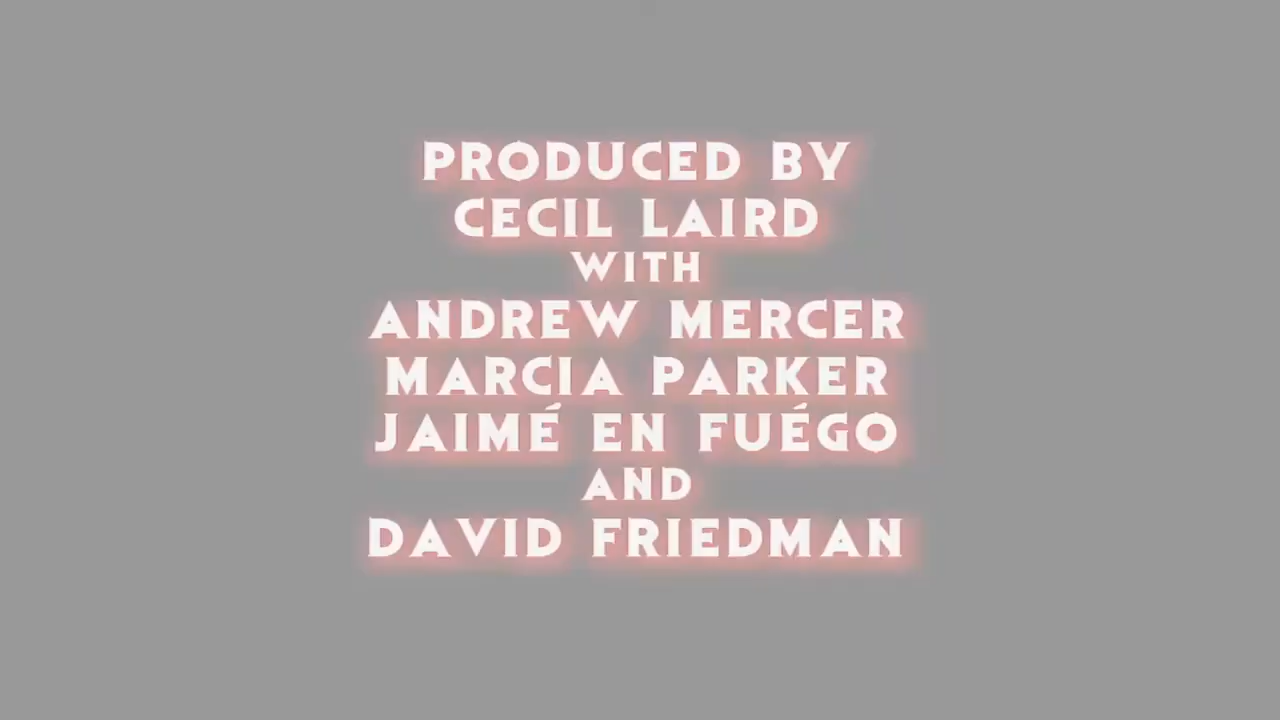 PRODUCED BY
CECIL LAIRD
WITH
ANDREW MERCER
MARCIA PARKER
JAIMÉ EN FUÉGO
AND
DAVID FRIEDMAN